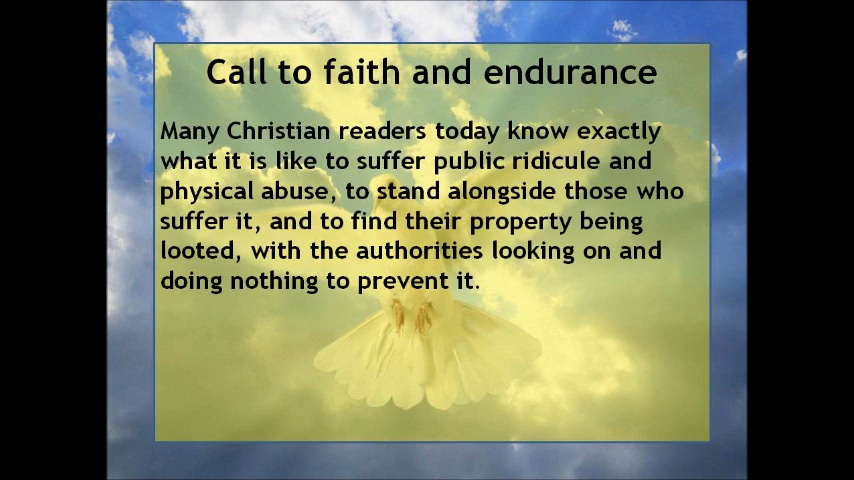 Call to faith and endurance
Many Christian readers today know exactly
what it is like to suffer public ridicule and
physical abuse, to stand alongside those who
suffer it, and to find their property being
looted, with the authorities looking on and
doing nothing to prevent it.